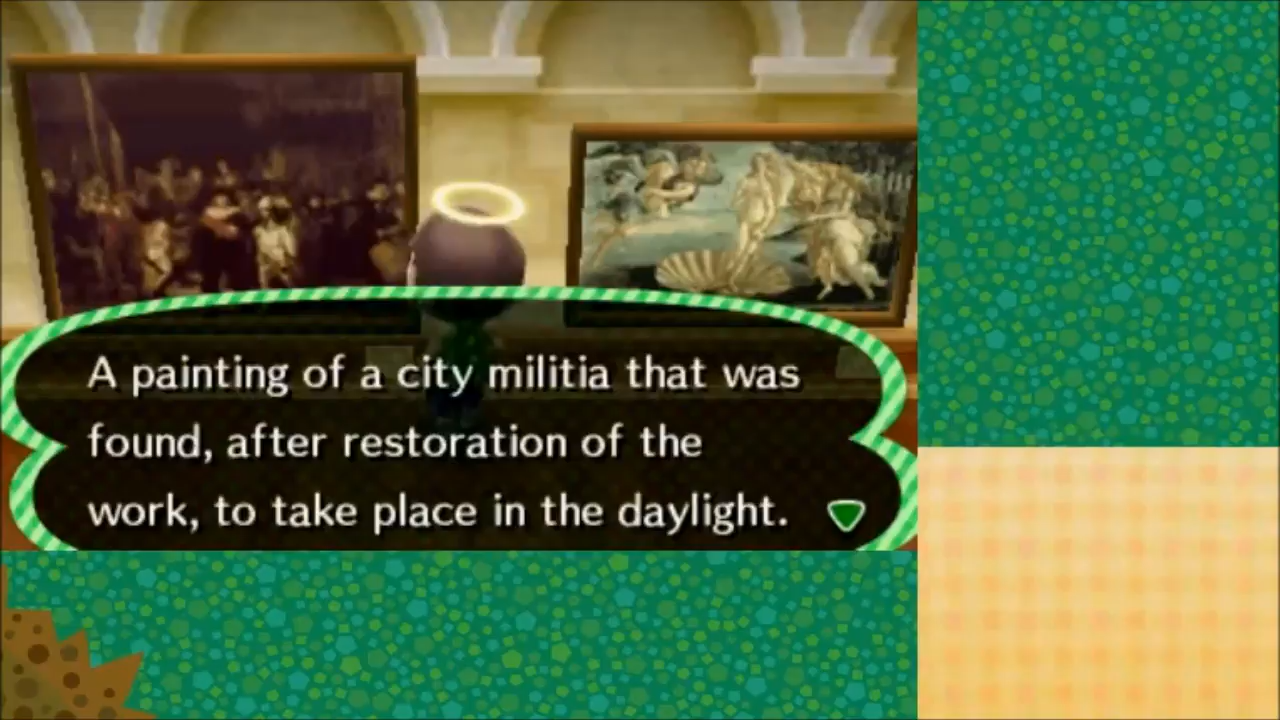 A painting of a city militia that was
found, after restoration of the
work, to take place in the daylight.